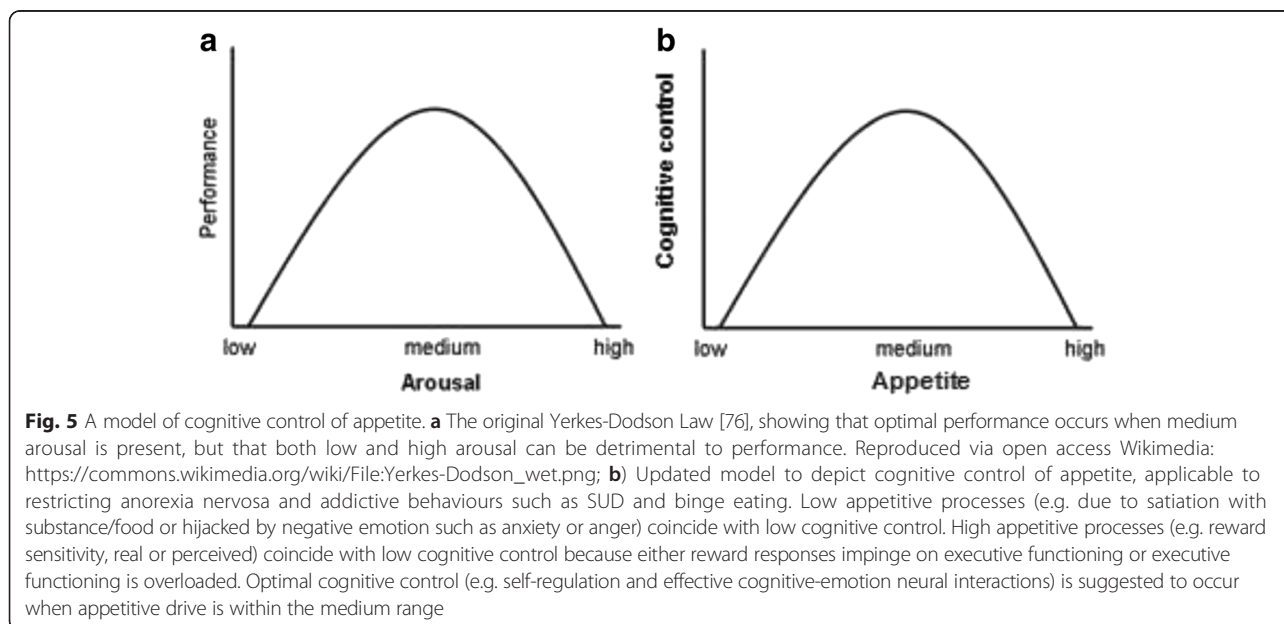 a
b
Performance
Cognitive control
low medium high
low medium high
Arousal
Appetite
Fig. 5 A model of cognitive control of appetite. a The original Yerkes-Dodson Law [76], showing that optimal performance occurs when medium
arousal is present, but that both low and high arousal can be detrimental to performance. Reproduced via open access Wikimedia:
https://commons.wikimedia.org/wiki/File:Yerkes-Dodson_wet.png; b) Updated model to depict cognitive control of appetite, applicable to
restricting anorexia nervosa and addictive behaviours such as SUD and binge eating. Low appetitive processes (e.g. due to satiation with
substance/food or hijacked by negative emotion such as anxiety or anger) coincide with low cognitive control. High appetitive processes (e.g. reward
sensitivity, real or perceived) coincide with low cognitive control because either reward responses impinge on executive functioning or executive
functioning is overloaded. Optimal cognitive control (e.g. self-regulation and effective cognitive-emotion neural interactions) is suggested to occur
when appetitive drive is within the medium range